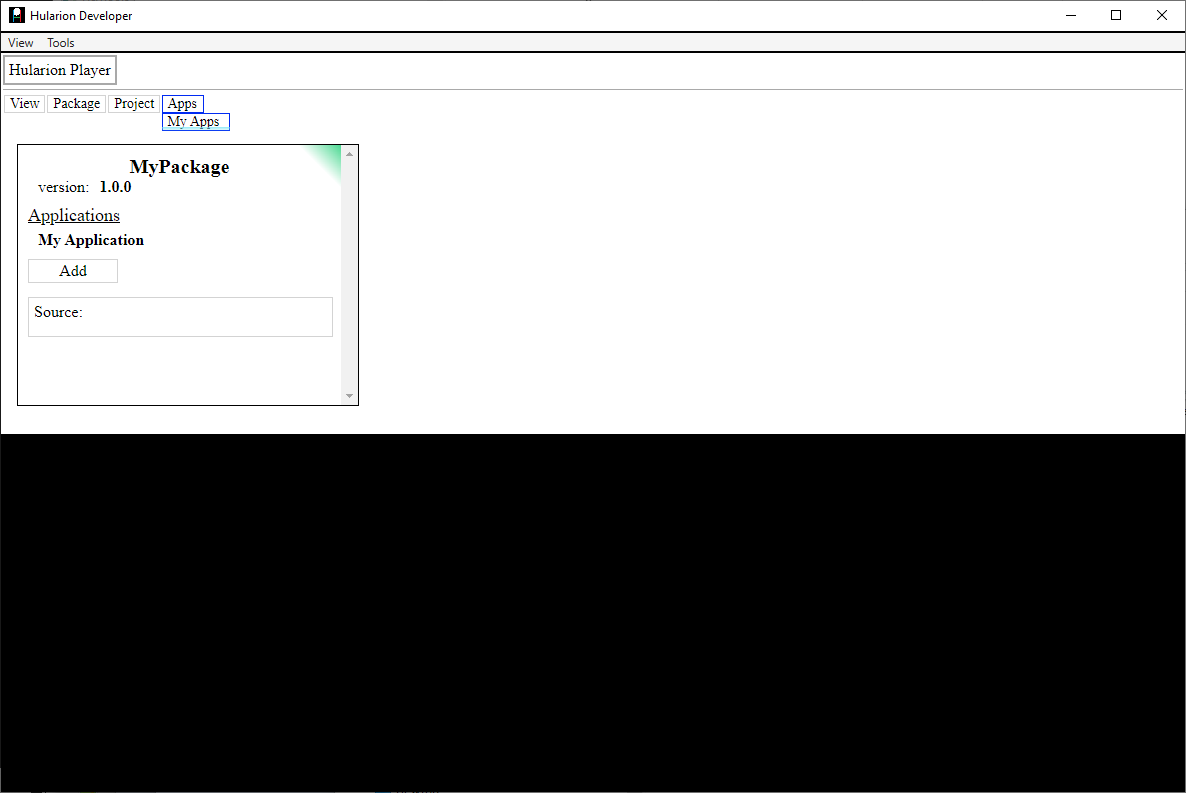 Hularion Developer
View Tools
Hularion Player
View Package Project Apps
My Apps
MyPackage
version: 1.0.0
Applications
My Application
Add
Source: